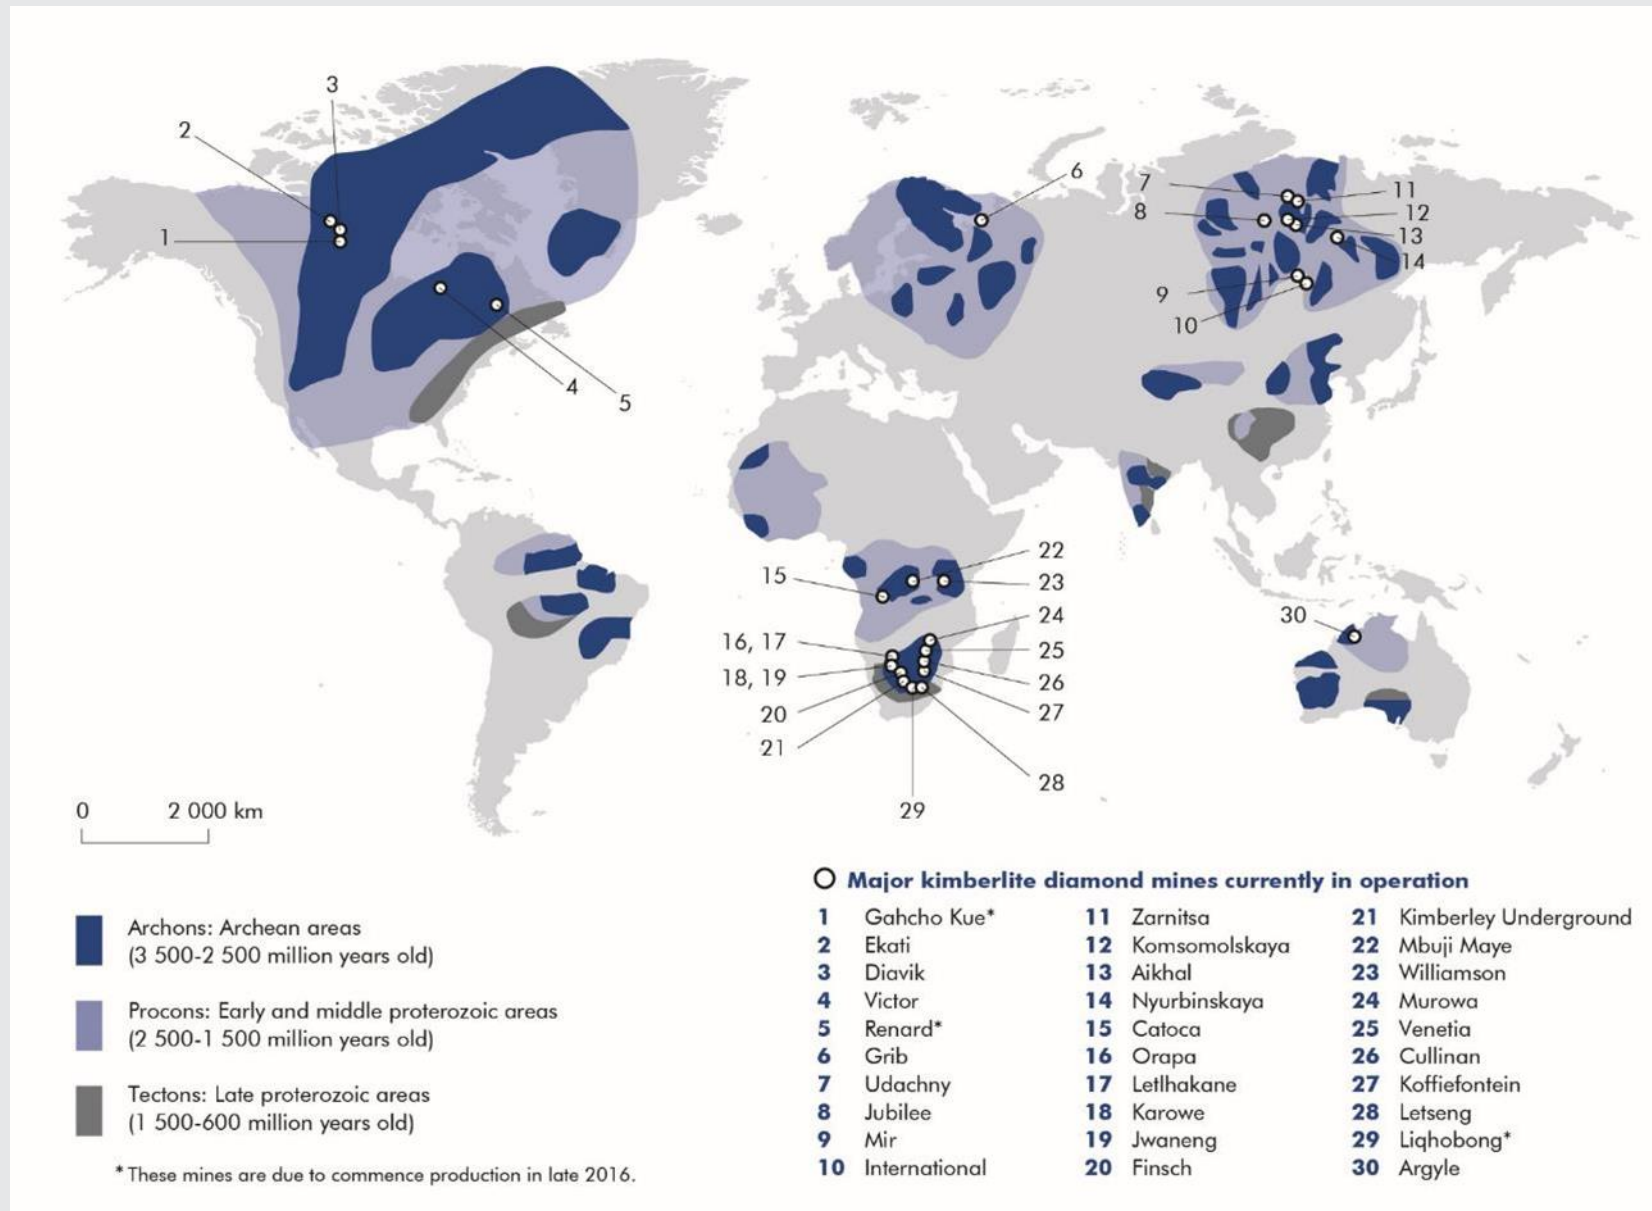 3
2
1
4
5
6
7
8
9
10
11
12
13
14
15
16, 17
18, 19
20
21
22
23
24
25
26
27
28
29
30
0 2 000 km
Archons: Archean areas
(3 500-2 500 million years old)
Procons: Early and middle proterozoic areas
(2 500-1 500 million years old)
Tectons: Late proterozoic areas
(1 500-600 million years old)
* These mines are due to commence production in late 2016.
Major kimberlite diamond mines currently in operation
1 Gahcho Kue*
2 Ekati
3 Diavik
4 Victor
5 Renard*
6 Grib
7 Udachny
8 Jubilee
9 Mir
10 International
11 Zarnitsa
12 Komsomolskaya
13 Aikhal
14 Nyurbinskaya
15 Catoca
16 Orapa
17 Letlhakane
18 Karowe
19 Jwaneng
20 Finsch
21 Kimberley Underground
22 Mbuji Maye
23 Williamson
24 Murowa
25 Venetia
26 Cullinan
27 Koffiefontein
28 Letseng
29 Liqhobong*
30 Argyle